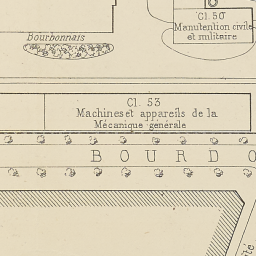 Cl. 50
Manutention civile
et militaire
Bourbonnais
Cl. 53
Machines et appareils de la
Mécanique générale
BOURDO